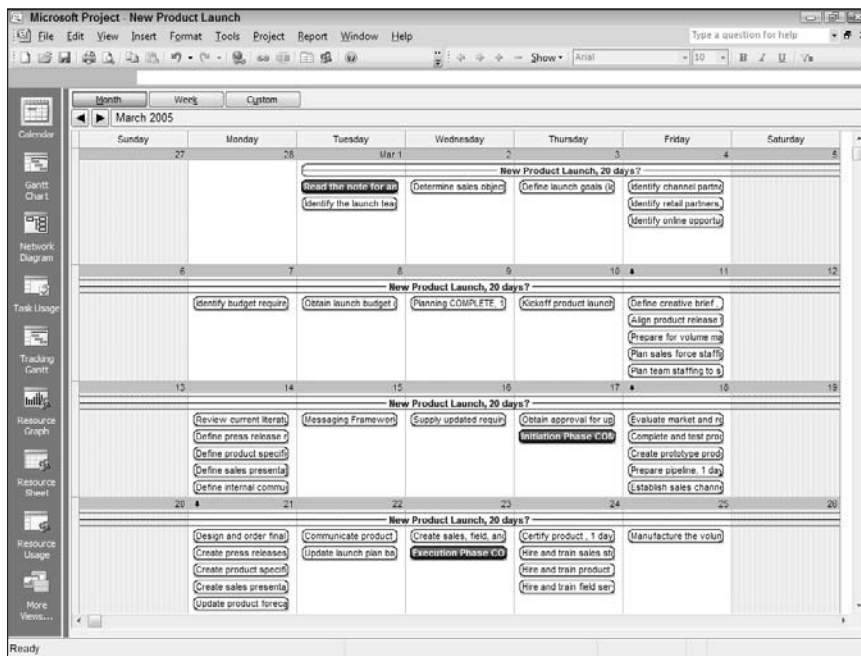 Microsoft Project - New Product Launch
File Edit View Insert Format Tools Project Report Window Help Type a question for help
Show Arial 10 B I U
Month Week Custom
March 2005
Sunday Monday Tuesday Wednesday Thursday Friday Saturday
27 28 Mar 1 2 3 4 5
New Product Launch, 20 days?
Read the note for an Determine sales object Define launch goals Identify channel partne
Identify the launch tea Identify retail partners,
Identify online opportu
6 7 8 9 10 11 12
New Product Launch, 20 days?
Identify budget require Obtain launch budget Planning COMPLETE, 1 Kickoff product launch Define creative brief ,
Align product release
Prepare for volume ma
Plan sales force staffi
Plan team staffing to s
13 14 15 16 17 18 19
New Product Launch, 20 days?
Review current literat Messaging Framewor Supply updated requir Obtain approval for up Evaluate market and re
Define press release Initiation Phase COM Complete and test pro
Define product specifi Create prototype prod
Define sales presenta Prepare pipeline, 1 day
Define internal commu Establish sales chann
20 21 22 23 24 25 26
New Product Launch, 20 days?
Design and order final Communicate product Create sales, field, an Certify product , 1 day Manufacture the volun
Create press releases Update launch plan ba Execution Phase CO Hire and train sales
Create product specifi Hire and train product
Create sales presenta Hire and train field ser
Update product foreca
Calendar
Gantt
Chart
Network
Diagram
Task Usage
Tracking
Gantt
Resource
Graph
Resource
Sheet
Resource
Usage
More
Views...
Ready